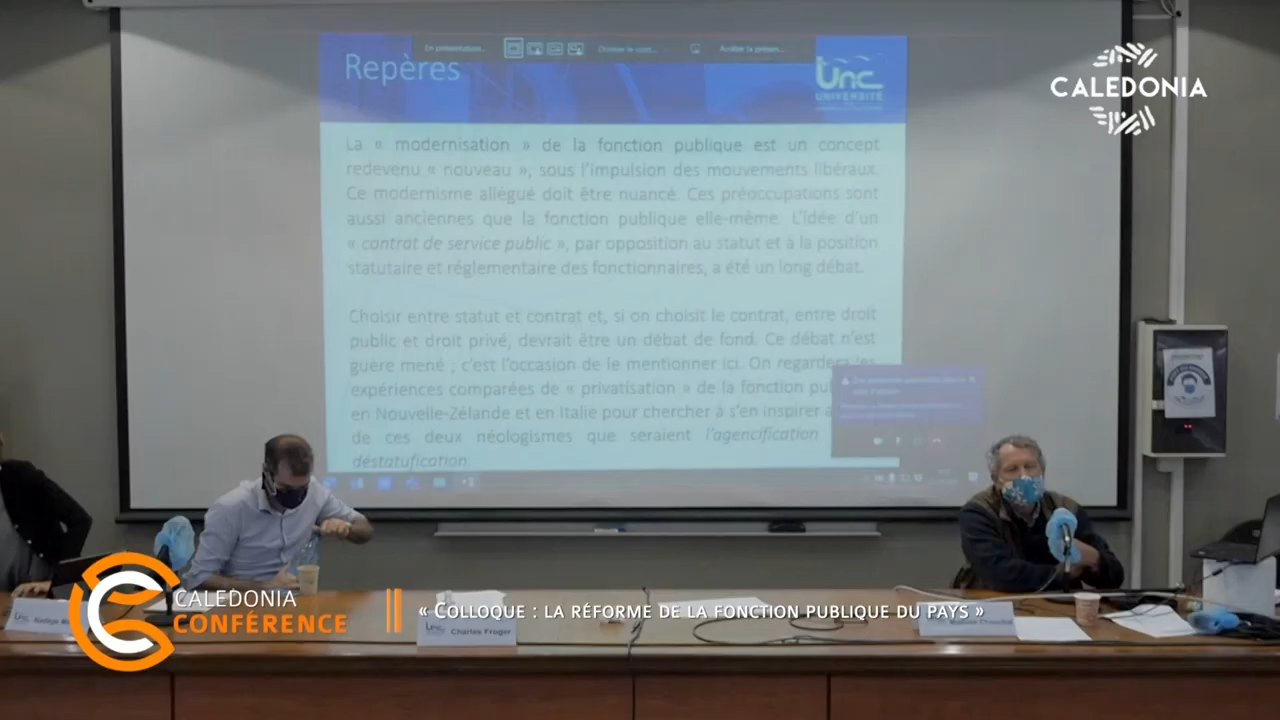 En présentation...
Arrêter la présen...
Repères
Unc
UNIVERSITÉ
CALEDONIA
La « modernisation » de la fonction publique est un concept
redevenu « nouveau », sous l'impulsion des mouvements libéraux.
Ce modernisme allégué doit être nuancé. Ces préoccupations sont
aussi anciennes que la fonction publique elle-même. L'idée d'un
« contrat de service public », par opposition au statut et à la position
statutaire et réglementaire des fonctionnaires, a été un long débat.
Choisir entre statut et contrat et, si on choisit le contrat, entre droit
public et droit privé, devrait être un débat de fond. Ce débat n'est
guère mené ; c'est l'occasion de le mentionner ici. On regardera les
expériences comparées de « privatisation » de la fonction
en Nouvelle-Zélande et en Italie pour chercher à s'en inspirer
de ces deux néologismes que seraient l'agencification
déstatufication.
CALEDONIA
CONFÉRENCE
« COLLOQUE : LA RÉFORME DE LA FONCTION PUBLIQUE DU PAYS »
Unc
Charles Froger